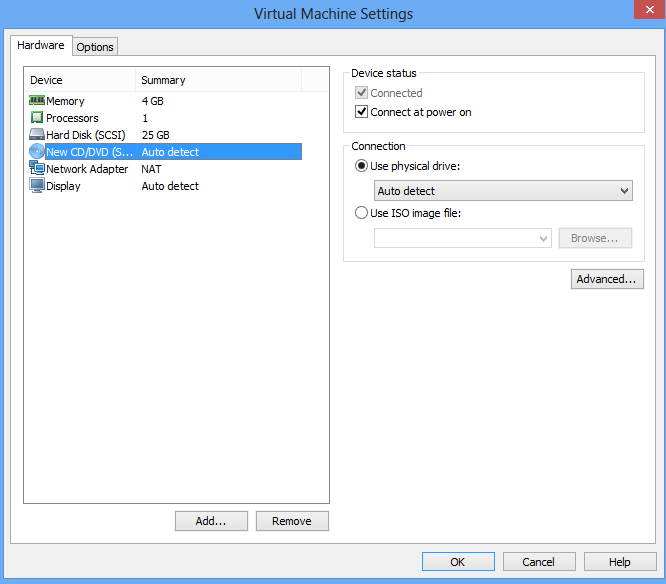 Virtual Machine Settings
Hardware
Options
Device Summary
Memory 4 GB
Processors 1
Hard Disk (SCSI) 25 GB
New CD/DVD (S... Auto detect
Network Adapter NAT
Display Auto detect
Add...
Remove
Device status
Connected
Connect at power on
Connection
Use physical drive:
Auto detect
Use ISO image file:
Browse...
Advanced...
OK
Cancel
Help